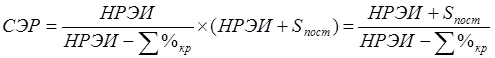 СЭР = НРЭИ / (НРЭИ − ∑%кр) × (НРЭИ + Sпост) = (НРЭИ + Sпост) / (НРЭИ − ∑%кр)